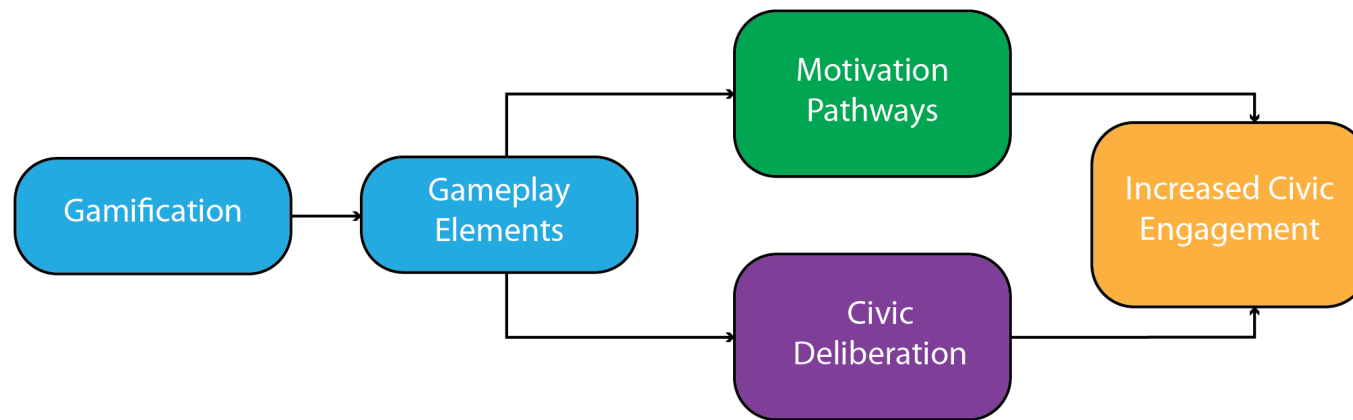 Gamification
Gameplay
Elements
Motivation
Pathways
Civic
Deliberation
Increased Civic
Engagement